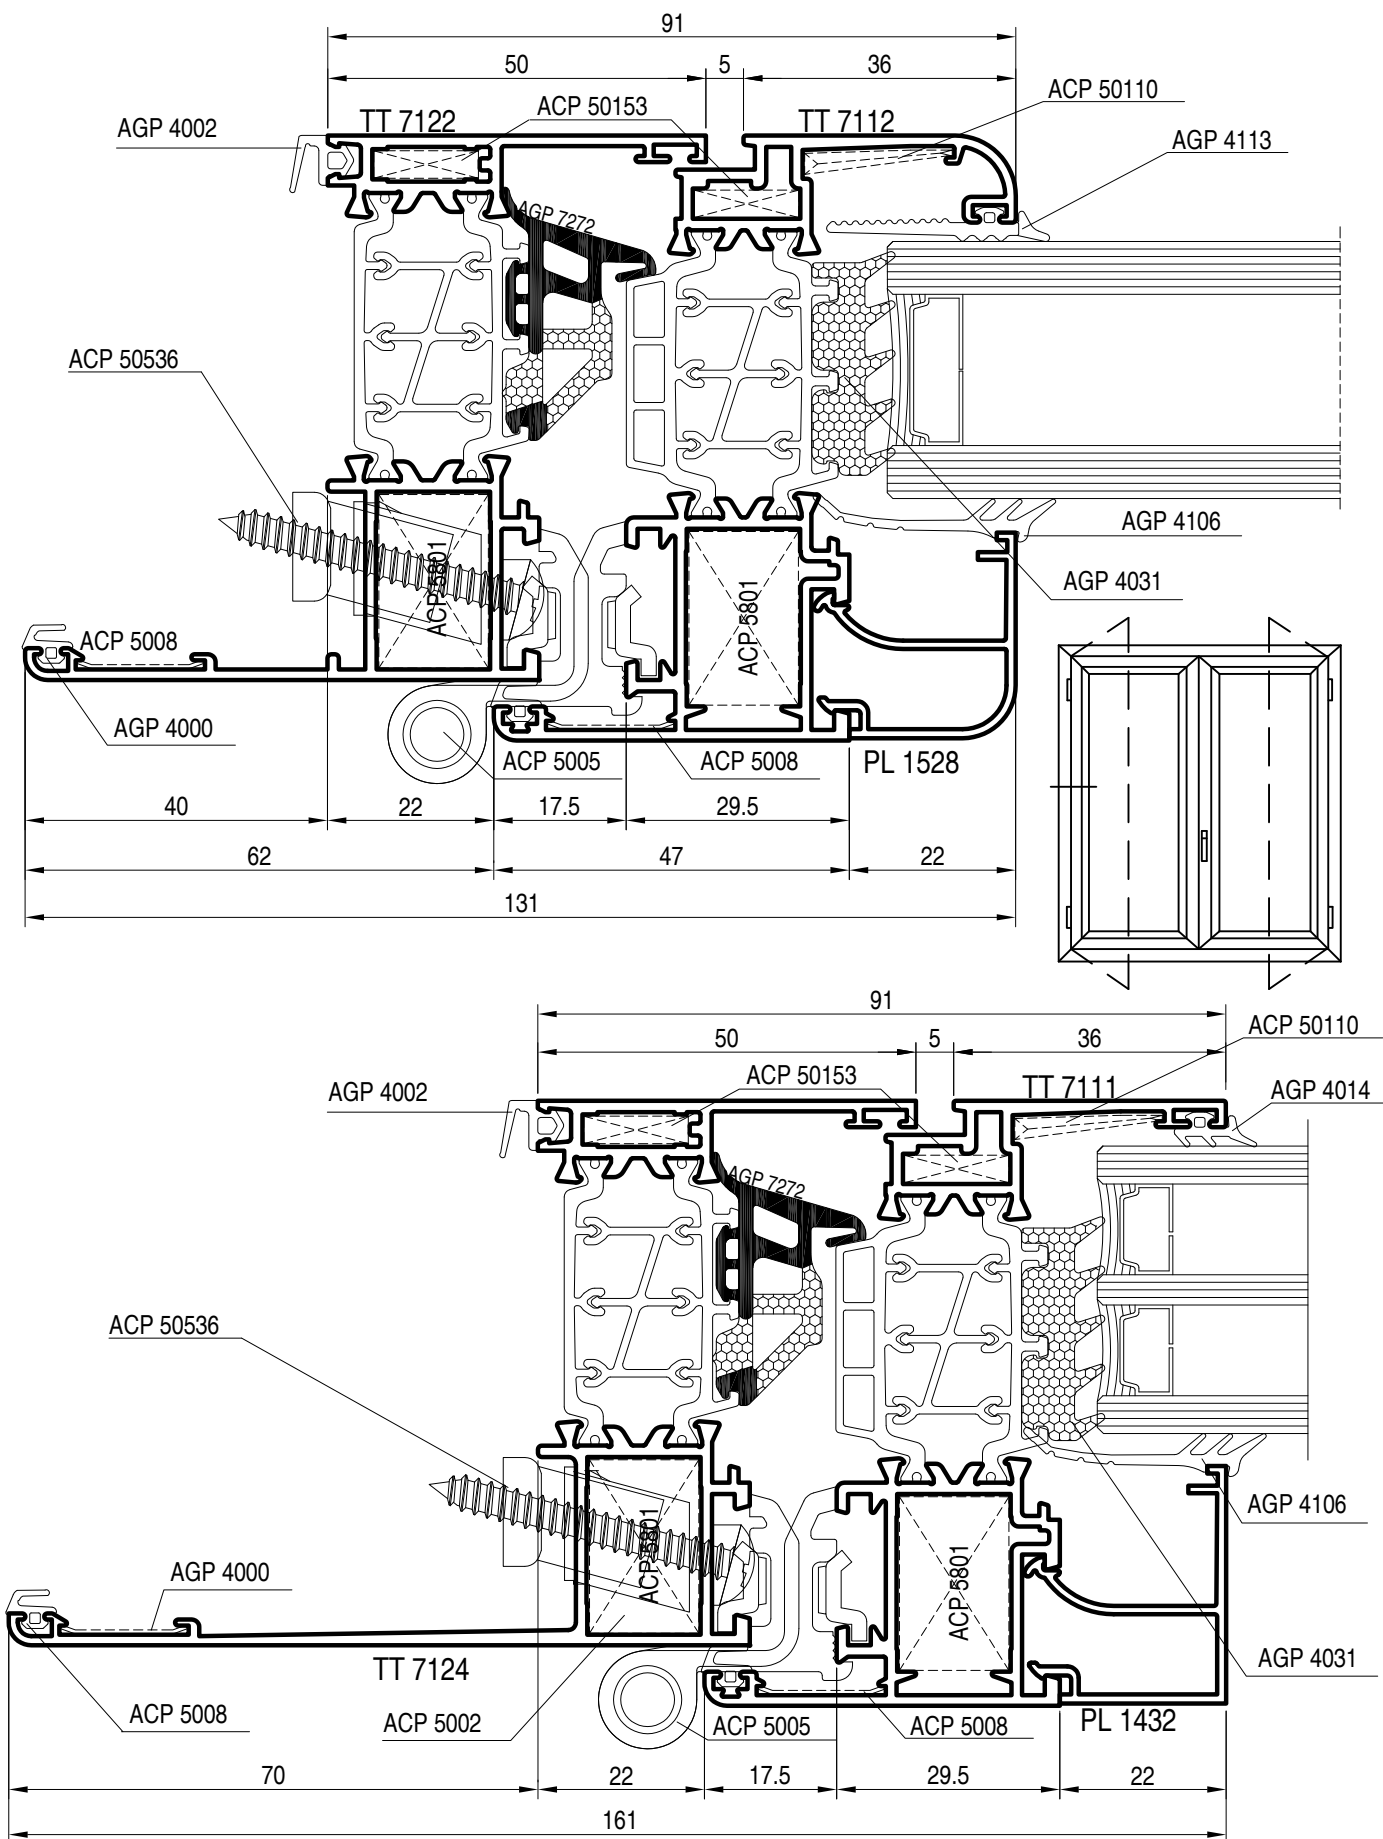 91
50
5
36
ACP 50110
AGP 4002
TT 7122
ACP 50153
TT 7112
AGP 4113
AGP 7272
ACP 50536
AGP 4106
ACP 5801
ACP 5801
AGP 4031
ACP 5008
AGP 4000
ACP 5005
ACP 5008
PL 1528
40
22
17.5
29.5
62
47
22
131
91
50
5
36
ACP 50110
AGP 4002
ACP 50153
TT 7111
AGP 4014
AGP 7272
ACP 50536
AGP 4106
ACP 5801
ACP 5801
AGP 4000
AGP 4031
TT 7124
ACP 5008
ACP 5002
ACP 5005
ACP 5008
PL 1432
70
22
17.5
29.5
22
161